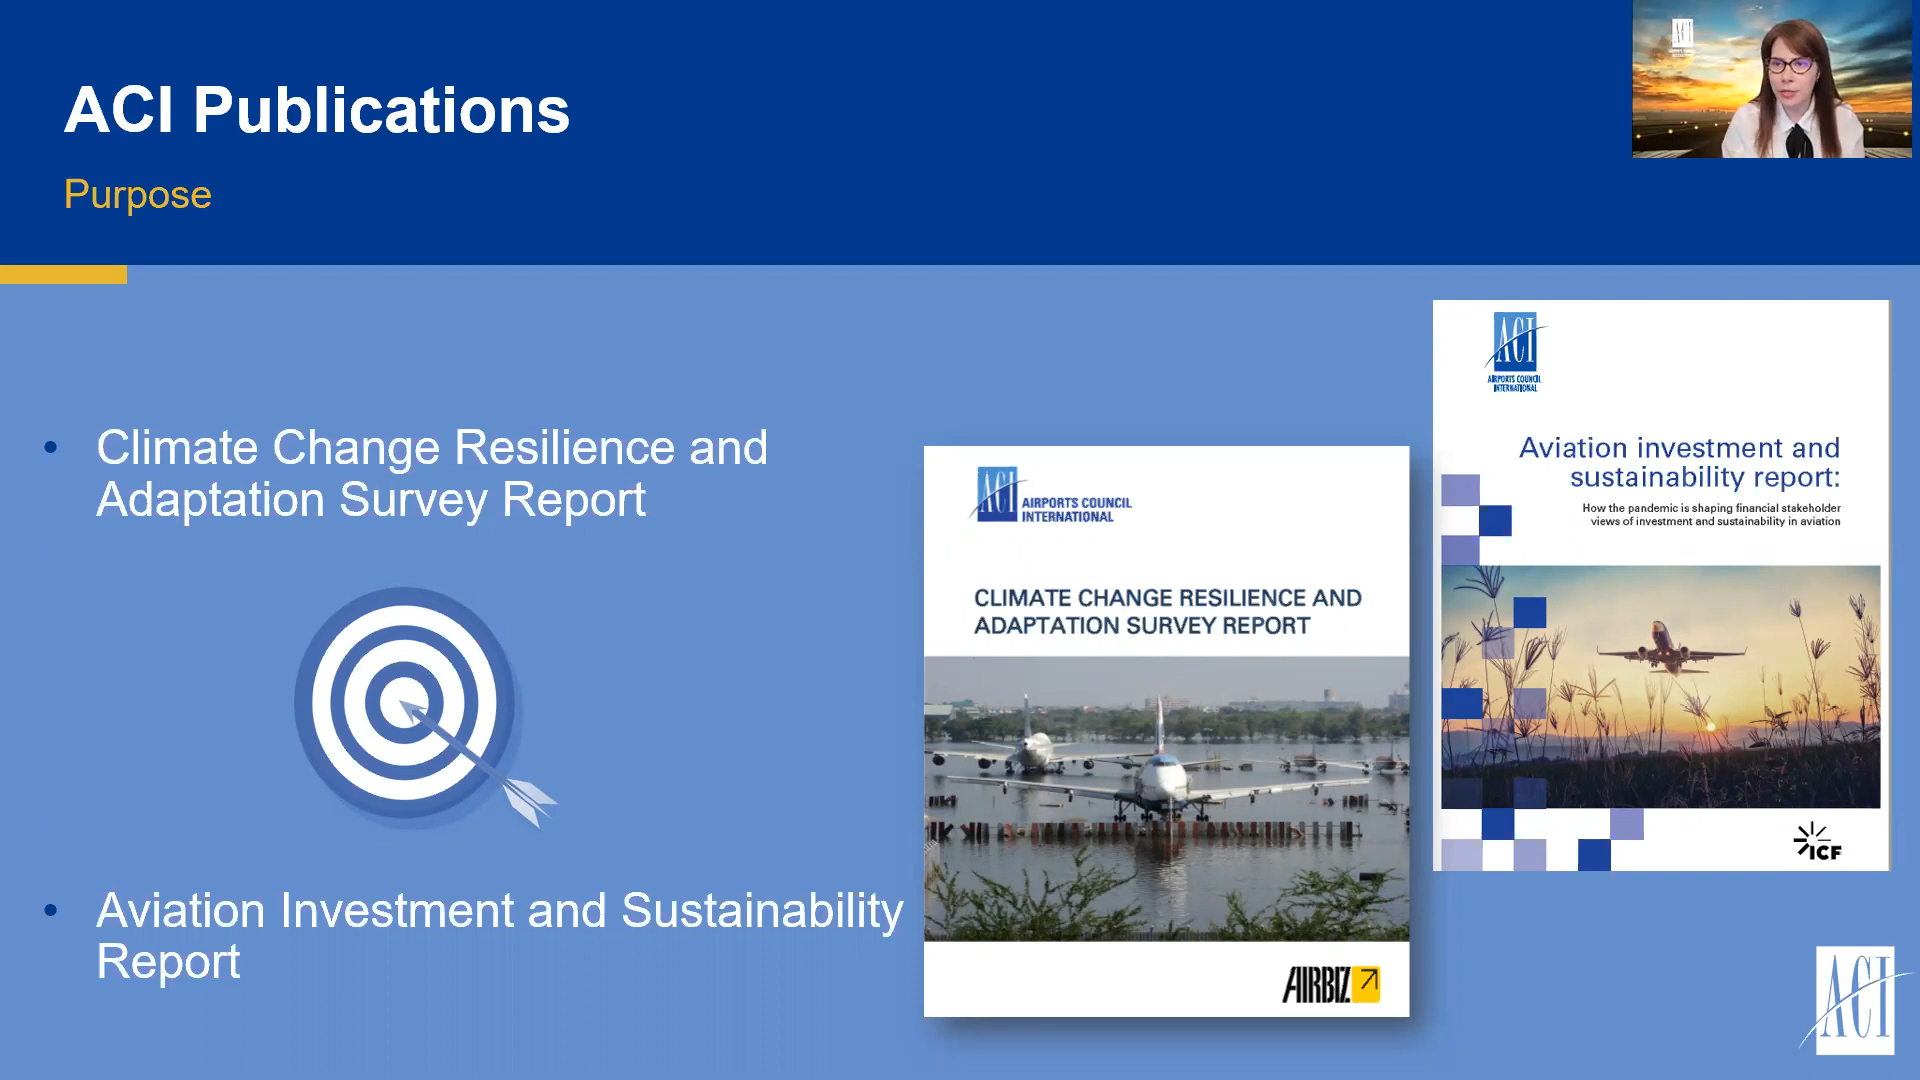 ACI Publications
Purpose
• Climate Change Resilience and
Adaptation Survey Report
• Aviation Investment and Sustainability
Report
ACI
AIRPORTS COUNCIL
INTERNATIONAL
CLIMATE CHANGE RESILIENCE AND
ADAPTATION SURVEY REPORT
AIRBIZ
ACI
AIRPORTS COUNCIL
INTERNATIONAL
Aviation investment and
sustainability report:
How the pandemic is shaping financial stakeholder
views of investment and sustainability in aviation
ICF
ACI
ACI